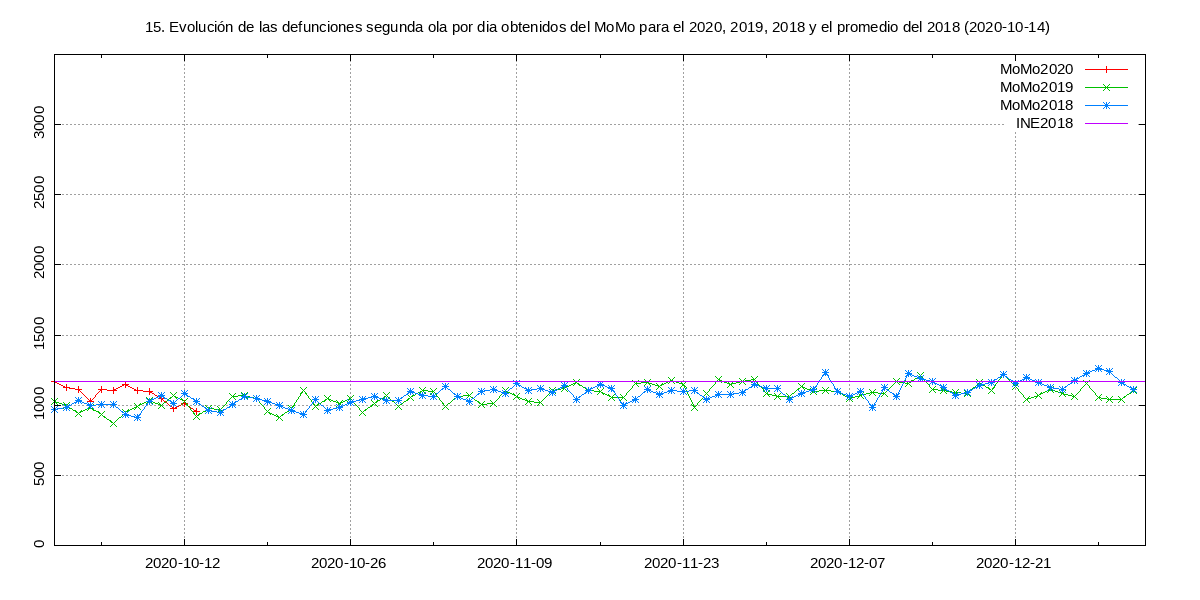 15. Evolución de las defunciones segunda ola por dia obtenidos del MoMo para el 2020, 2019, 2018 y el promedio del 2018 (2020-10-14)
MoMo2020
MoMo2019
MoMo2018
INE2018
3000
2500
2000
1500
1000
500
0
2020-10-12 2020-10-26 2020-11-09 2020-11-23 2020-12-07 2020-12-21